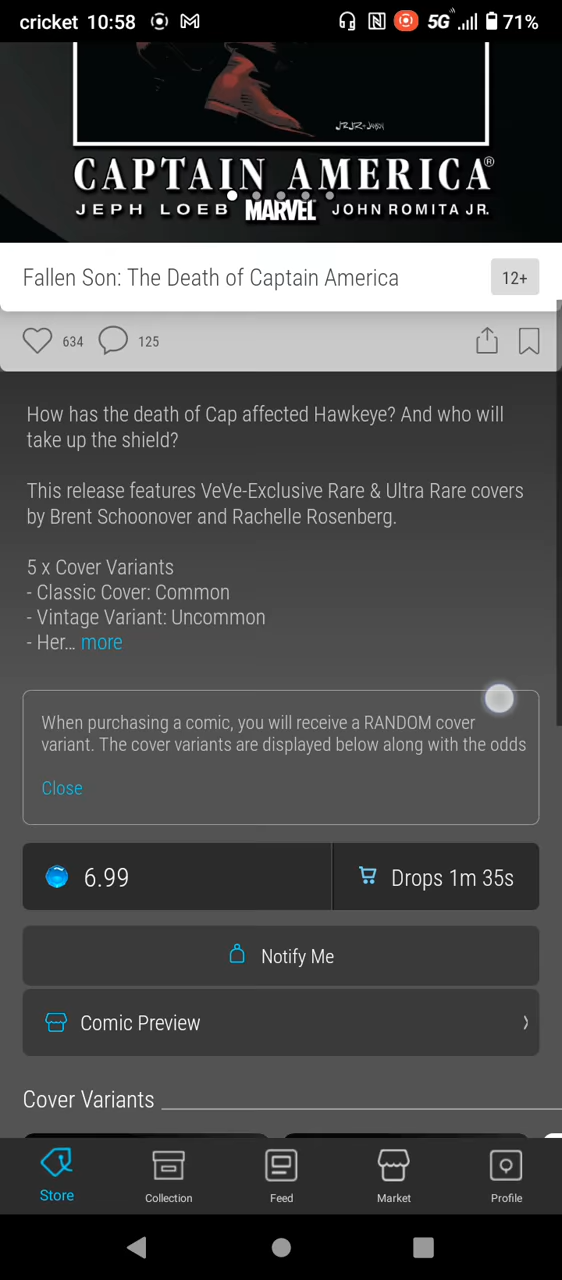 cricket 10:58 5G 71%
JRJR-JANSON
CAPTAIN AMERICA®
JEPH LOEB MARVEL JOHN ROMITA JR.
Fallen Son: The Death of Captain America 12+
634 125
How has the death of Cap affected Hawkeye? And who will
take up the shield?
This release features VeVe-Exclusive Rare & Ultra Rare covers
by Brent Schoonover and Rachelle Rosenberg.
5 x Cover Variants
- Classic Cover: Common
- Vintage Variant: Uncommon
- Her... more
When purchasing a comic, you will receive a RANDOM cover
variant. The cover variants are displayed below along with the odds
Close
6.99 Drops 1m 35s
Notify Me
Comic Preview
Cover Variants
Store Collection Feed Market Profile